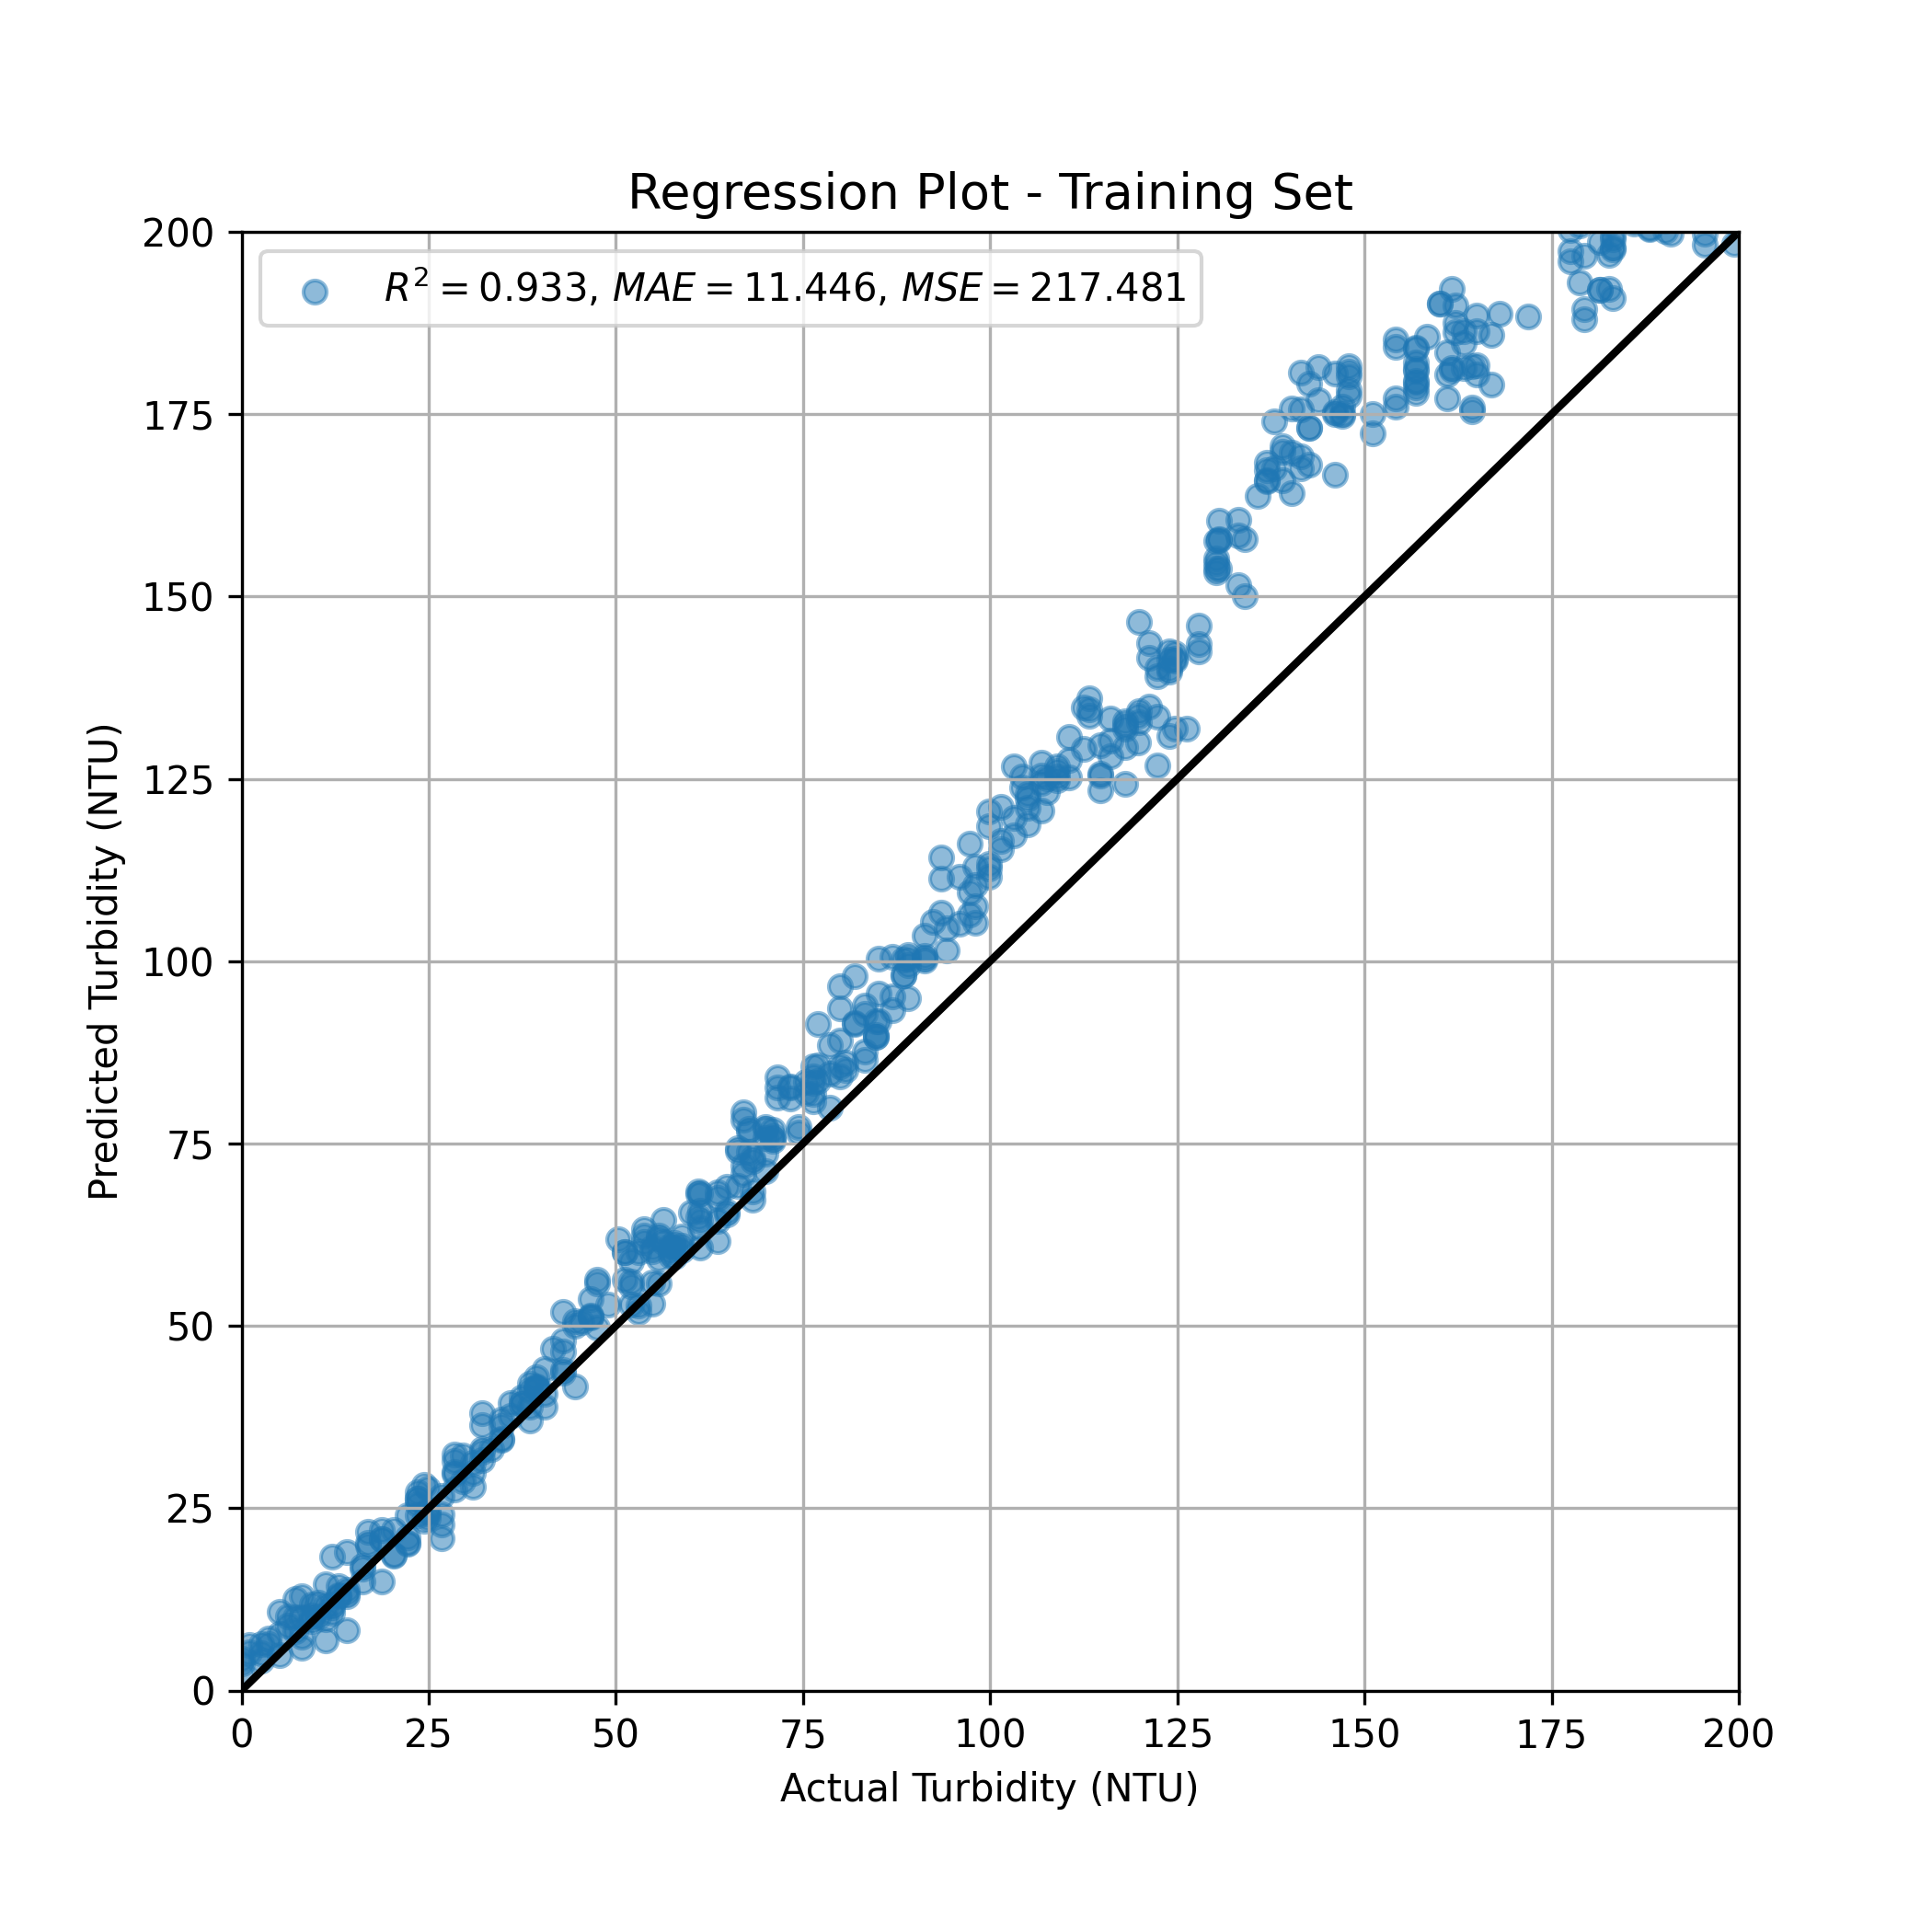 Regression Plot - Training Set
R² = 0.933, MAE = 11.446, MSE = 217.481
200
175
150
125
100
75
50
25
0
Predicted Turbidity (NTU)
0 25 50 75 100 125 150 175 200
Actual Turbidity (NTU)